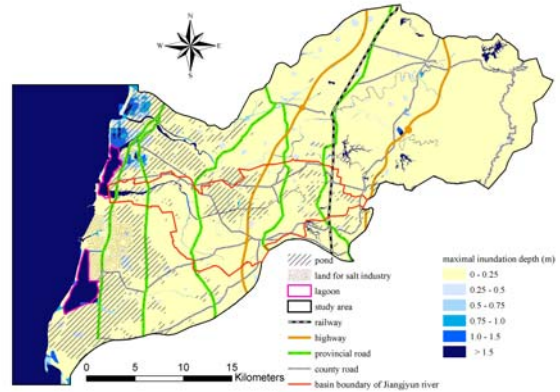 N
W
E
S
pond
land for salt industry
lagoon
study area
railway
highway
provincial road
county road
basin boundary of Jiangjyun river
maximal inundation depth (m)
0 - 0.25
0.25 - 0.5
0.5 - 0.75
0.75 - 1.0
1.0 - 1.5
> 1.5
0 2.5 5 10 15
Kilometers